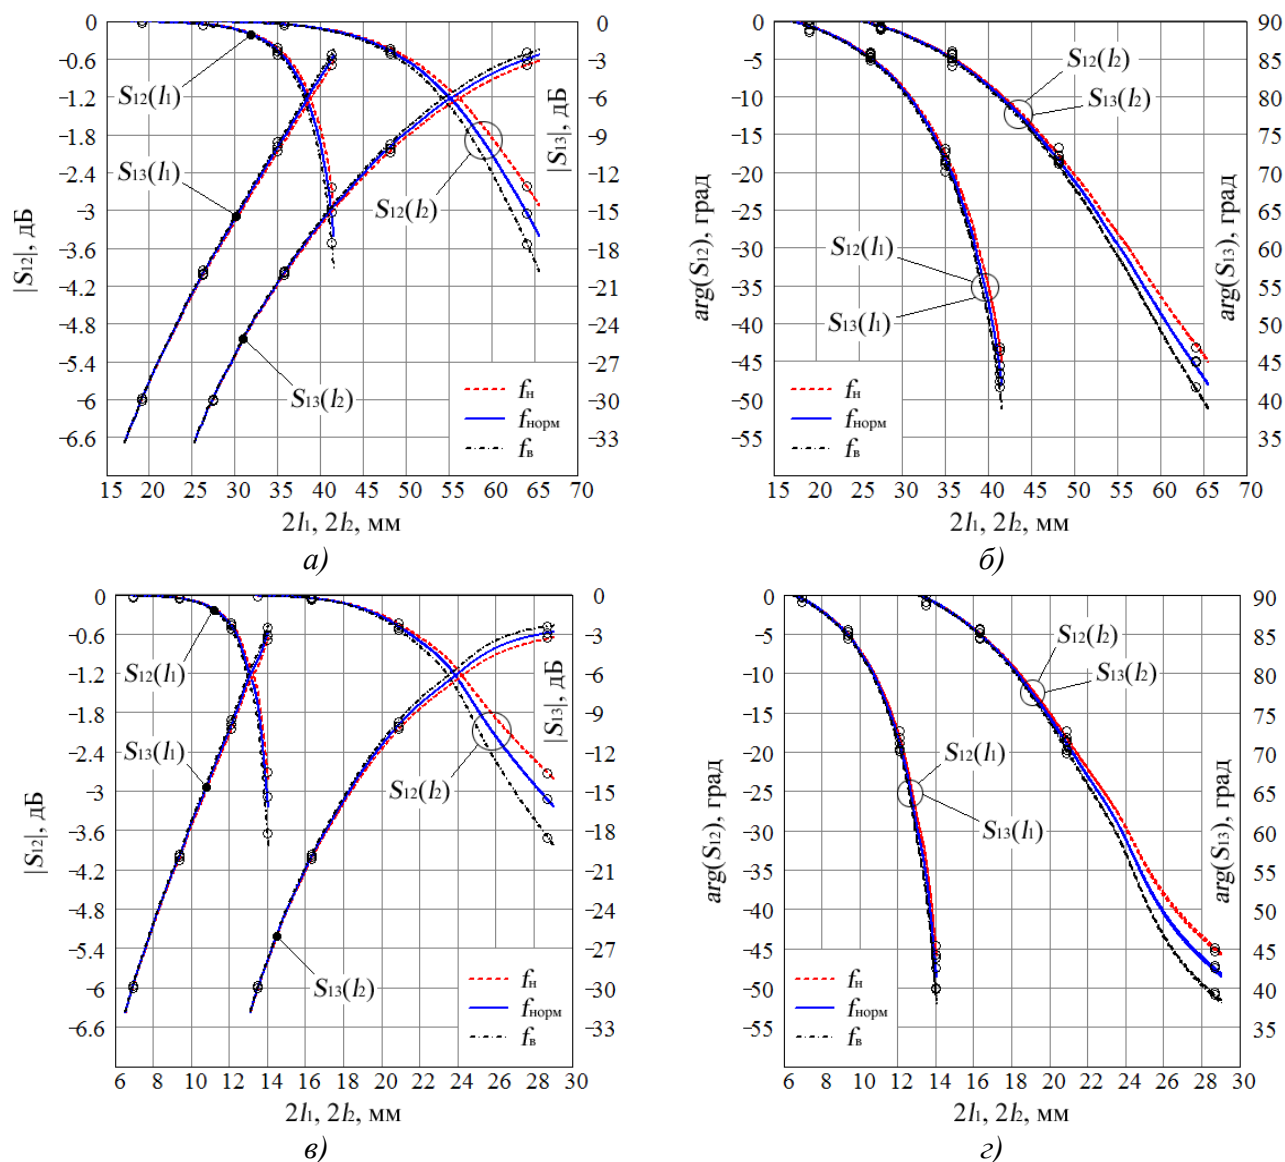 0
-0.6
-1.2
-1.8
-2.4
-3
-3.6
-4.2
-4.8
-5.4
-6
-6.6
|S12|, дБ
0
-3
-6
-9
-12
-15
-18
-21
-24
-27
-30
-33
|S13|, дБ
S12(l1)
S13(l1)
S12(l2)
S13(l2)
fн
fнорм
fв
15 20 25 30 35 40 45 50 55 60 65 70
2l1, 2l2, мм
а)
0
-5
-10
-15
-20
-25
-30
-35
-40
-45
-50
-55
arg(S12), град
90
85
80
75
70
65
60
55
50
45
40
35
arg(S13), град
S12(l2)
S13(l2)
S12(l1)
S13(l1)
fн
fнорм
fв
15 20 25 30 35 40 45 50 55 60 65 70
2l1, 2l2, мм
б)
0
-0.6
-1.2
-1.8
-2.4
-3
-3.6
-4.2
-4.8
-5.4
-6
-6.6
|S12|, дБ
0
-3
-6
-9
-12
-15
-18
-21
-24
-27
-30
-33
|S13|, дБ
S12(l1)
S13(l1)
S12(l2)
S13(l2)
fн
fнорм
fв
6 8 10 12 14 16 18 20 22 24 26 28 30
2l1, 2l2, мм
в)
0
-5
-10
-15
-20
-25
-30
-35
-40
-45
-50
-55
arg(S12), град
90
85
80
75
70
65
60
55
50
45
40
35
arg(S13), град
S12(l2)
S13(l2)
S12(l1)
S13(l1)
fн
fнорм
fв
6 8 10 12 14 16 18 20 22 24 26 28 30
2l1, 2l2, мм
г)